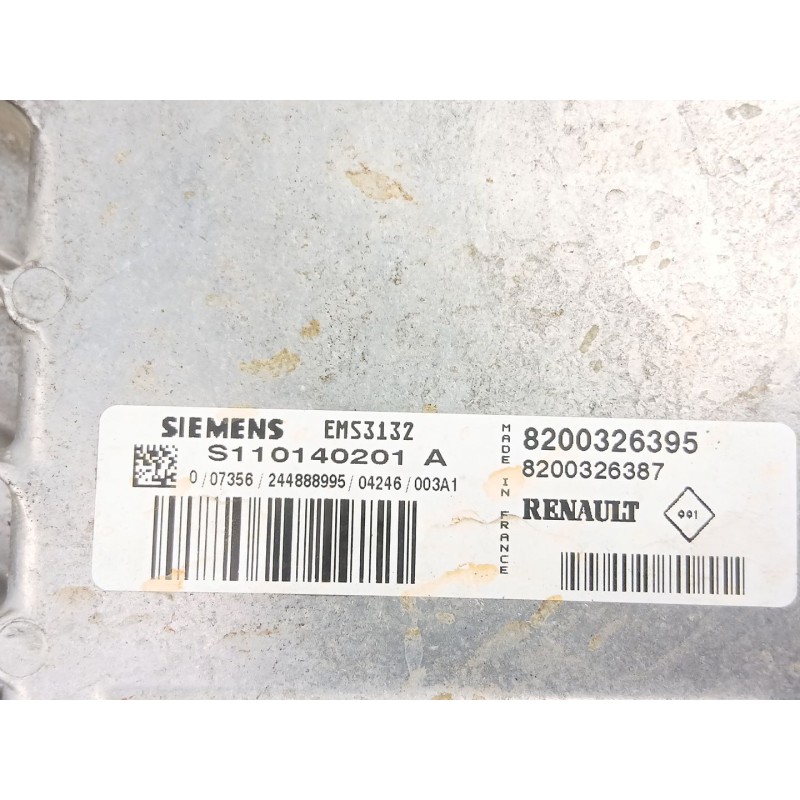 SIEMENS EMS3132
S110140201 A
0/07356/244888995/04246/003A1
MADE IN FRANCE
8200326395
8200326387
RENAULT
001